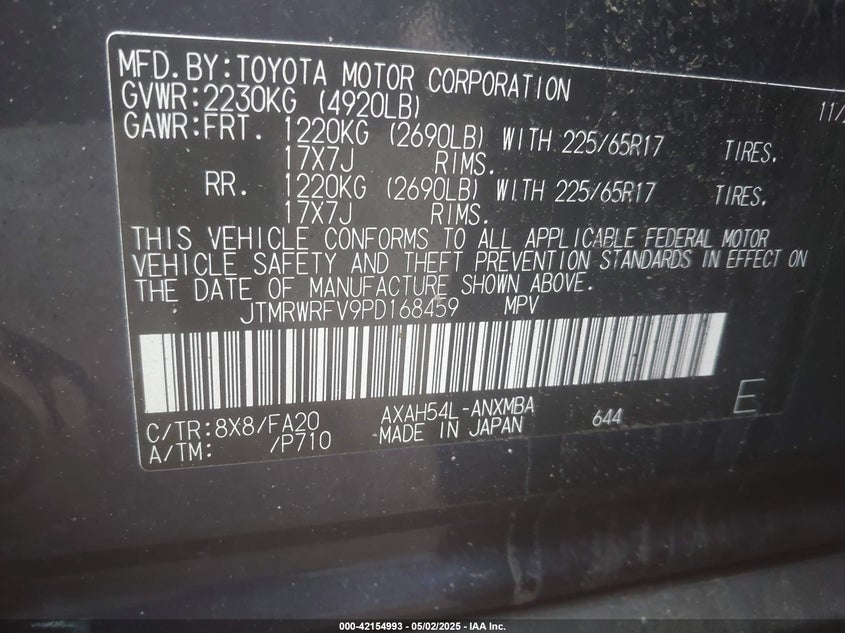 MFD.BY:TOYOTA MOTOR CORPORATION 11/
GVWR:2230KG (4920LB)
GAWR:FRT. 1220KG (2690LB) WITH 225/65R17 TIRES.
17X7J RIMS.
RR. 1220KG (2690LB) WITH 225/65R17 TIRES.
17X7J RIMS.
THIS VEHICLE CONFORMS TO ALL APPLICABLE FEDERAL MOTOR
VEHICLE SAFETY AND THEFT PREVENTION STANDARDS IN EFFECT ON
THE DATE OF MANUFACTURE SHOWN ABOVE.
JTMRWRFV9PD168459 MPV
C/TR:8X8/FA20 AXAH54L-ANXMBA 644 E
A/TM: /P710 MADE IN JAPAN
000-42154993 - 05/02/2025 - IAA Inc.